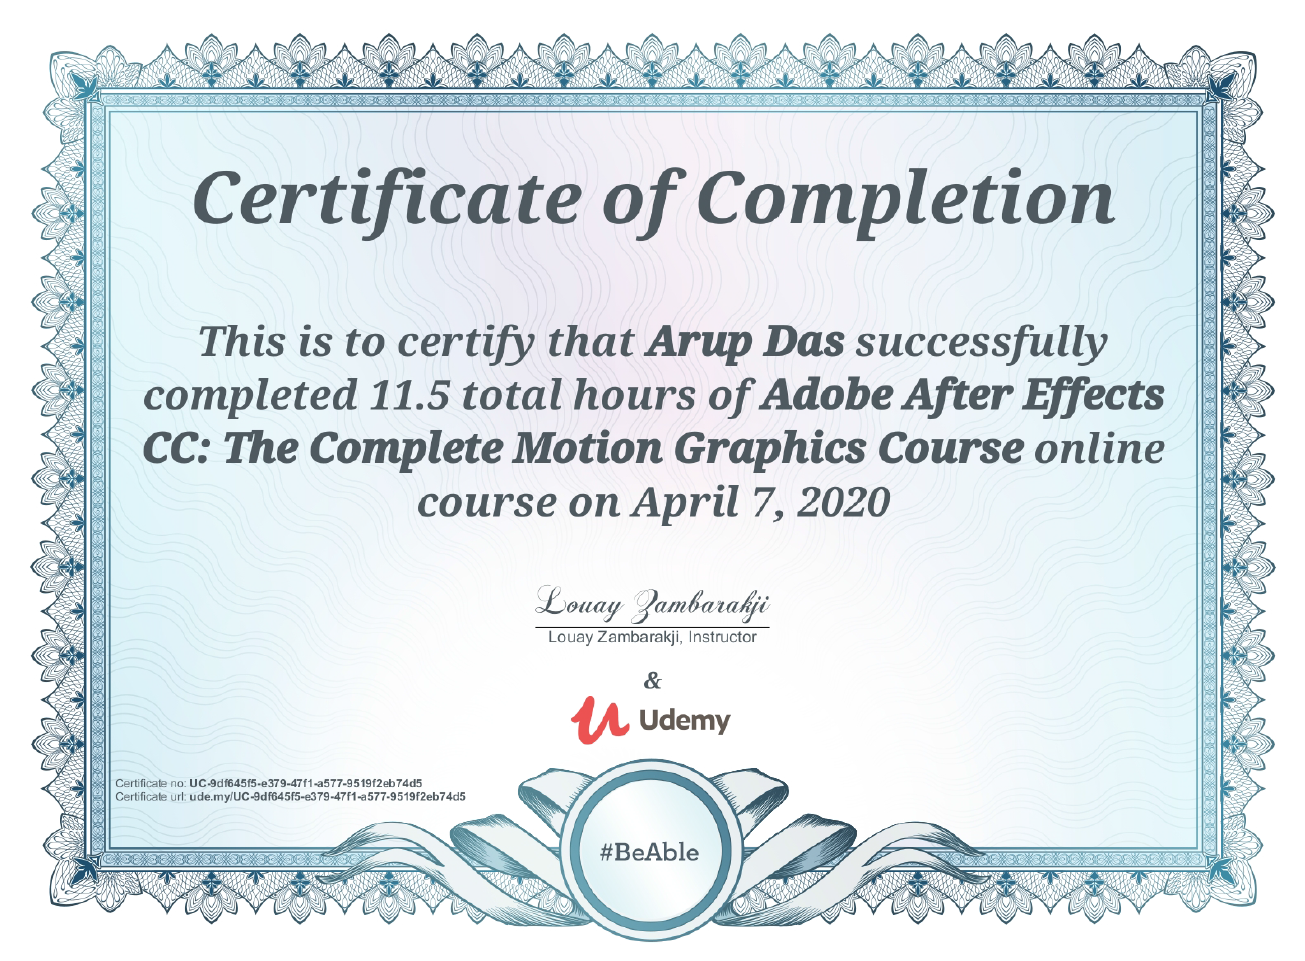 Certificate of Completion
This is to certify that Arup Das successfully
completed 11.5 total hours of Adobe After Effects
CC: The Complete Motion Graphics Course online
course on April 7, 2020
Louay Zambarakji
Louay Zambarakji, Instructor
&
Udemy
Certificate no: UC-9df645f5-e379-47f1-a577-9519f2eb74d5
Certificate url: ude.my/UC-9df645f5-e379-47f1-a577-9519f2eb74d5
#BeAble